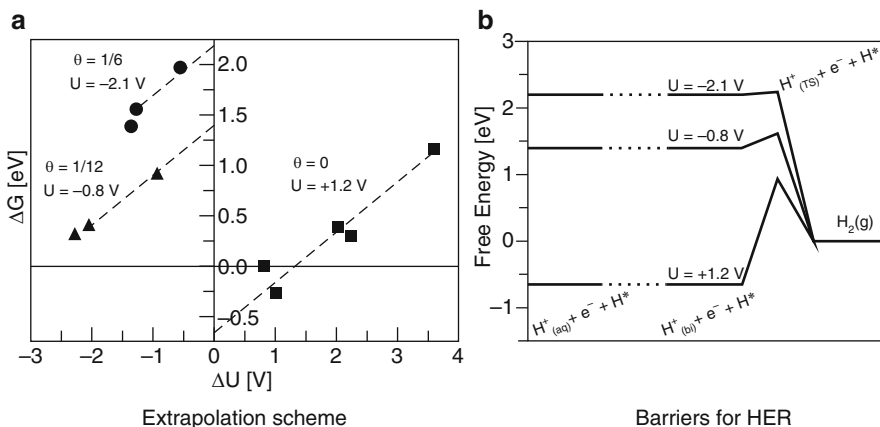 a
θ = 1/6
U = –2.1 V
θ = 1/12
U = –0.8 V
θ = 0
U = +1.2 V
2.0
1.5
1.0
0.5
0.0
–0.5
ΔG [eV]
–3 –2 –1 0 1 2 3 4
ΔU [V]
Extrapolation scheme
b
3
2
1
0
–1
Free Energy [eV]
U = –2.1 V
U = –0.8 V
U = +1.2 V
H⁺(TS) + e⁻ + H*
H₂(g)
H⁺(aq) + e⁻ + H*
H⁺(bl) + e⁻ + H*
Barriers for HER